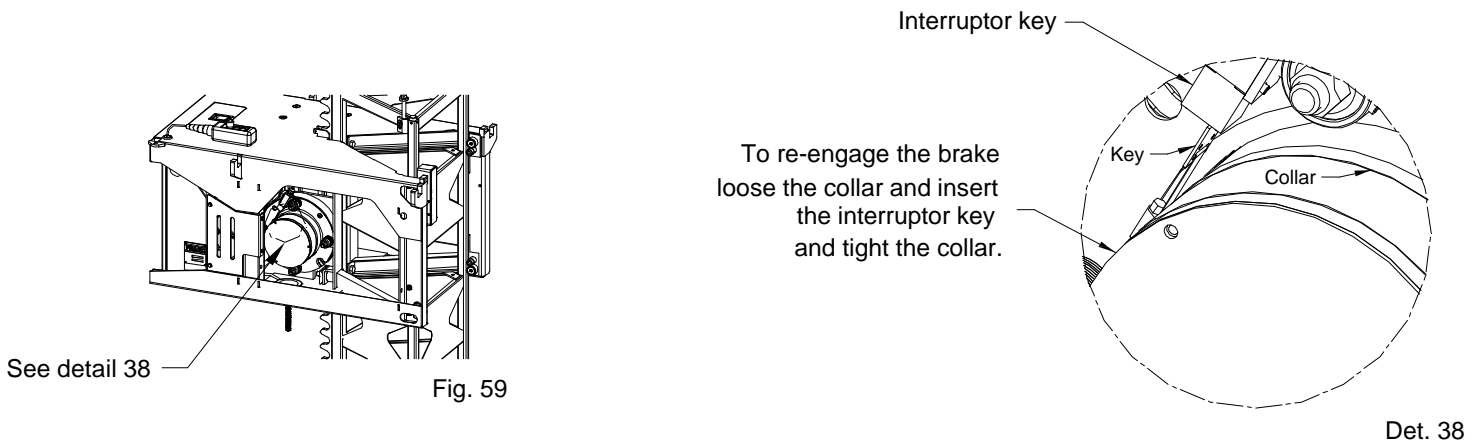 Interruptor key
Key
Collar
To re-engage the brake
loose the collar and insert
the interruptor key
and tight the collar.
See detail 38
Fig. 59
Det. 38